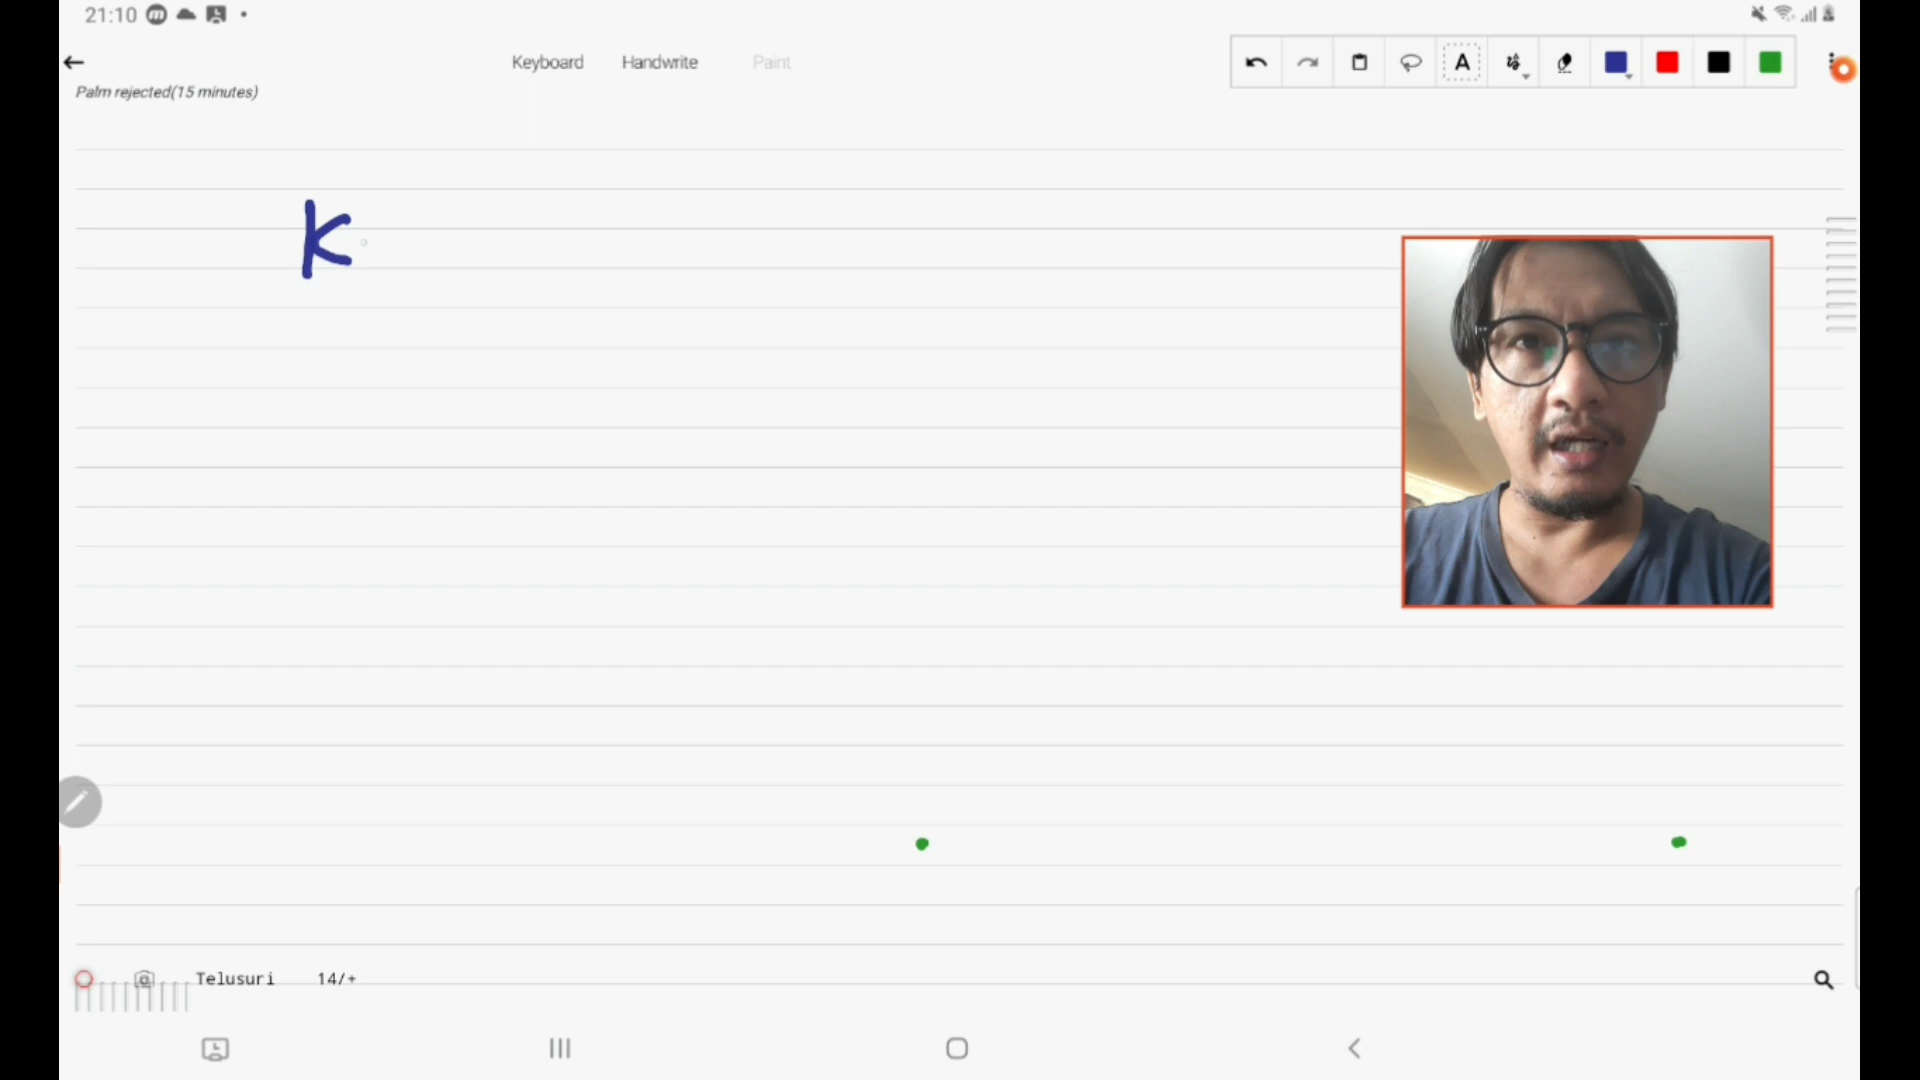 21:10
Keyboard Handwrite Paint
A
Palm rejected(15 minutes)
K
Telusuri 14/+